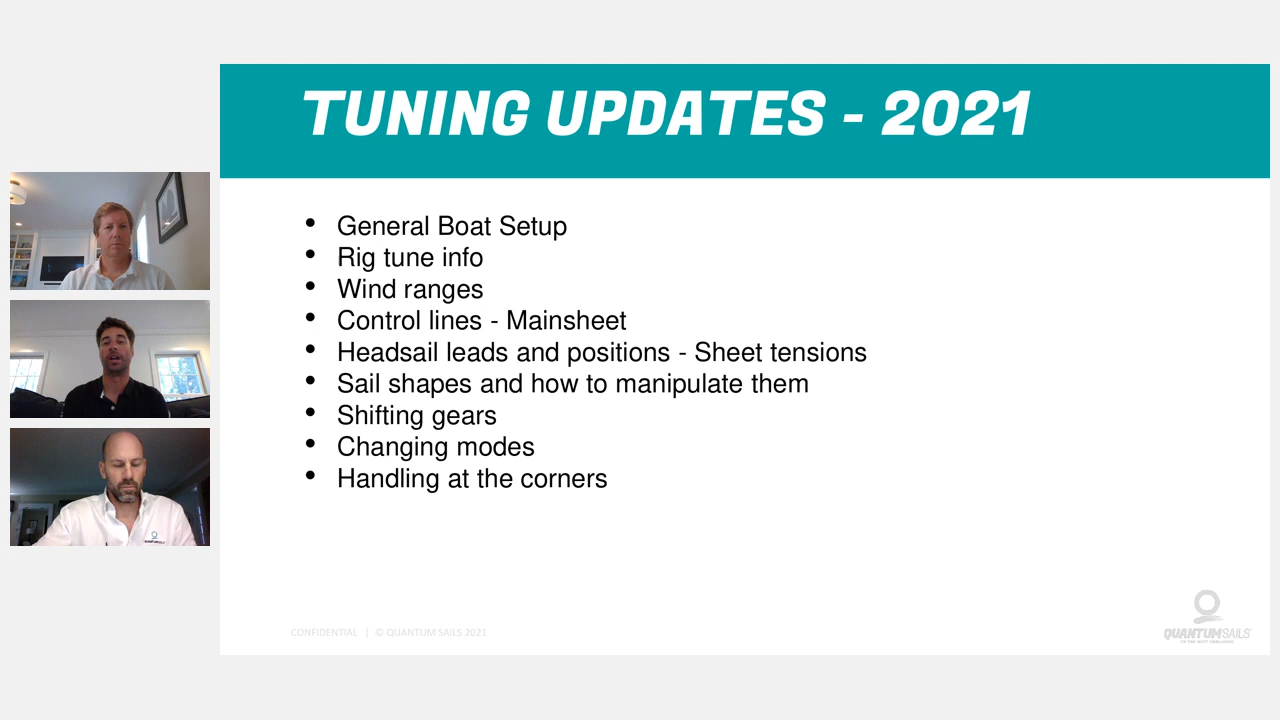 TUNING UPDATES - 2021
• General Boat Setup
• Rig tune info
• Wind ranges
• Control lines - Mainsheet
• Headsail leads and positions - Sheet tensions
• Sail shapes and how to manipulate them
• Shifting gears
• Changing modes
• Handling at the corners
CONFIDENTIAL | © QUANTUM SAILS 2021
QUANTUMSAILS